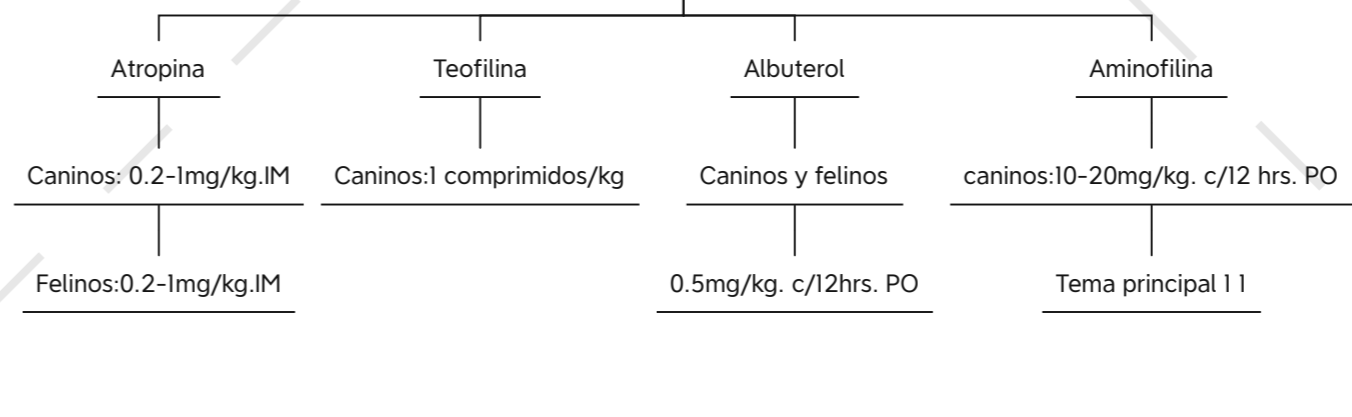 Atropina
Teofilina
Albuterol
Aminofilina
Caninos: 0.2-1mg/kg.IM
Caninos:1 comprimidos/kg
Caninos y felinos
caninos:10-20mg/kg. c/12 hrs. PO
Felinos:0.2-1mg/kg.IM
0.5mg/kg. c/12hrs. PO
Tema principal 1 1